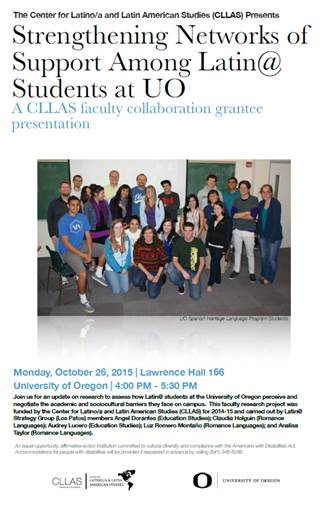 The Center for Latino/a and Latin American Studies (CLLAS) Presents
Strengthening Networks of
Support Among Latin@
Students at UO
A CLLAS faculty collaboration grantee
presentation
UO Spanish Heritage Language Program Students
Monday, October 26, 2015 | Lawrence Hall 166
University of Oregon | 4:00 PM - 5:30 PM
Join us for an update on research to assess how Latin@ students at the University of Oregon perceive and
negotiate the academic and sociocultural barriers they face on campus. This faculty research project was
funded by the Center for Latino/a and Latin American Studies (CLLAS) for 2014-15 and carried out by Latin@
Strategy Group (Los Patos) members Angel Dorantes (Education Studies); Claudia Holguín (Romance
Languages); Audrey Lucero (Education Studies); Luz Romero Montaño (Romance Languages); and Analisa
Taylor (Romance Languages).
An equal-opportunity, affirmative-action institution committed to cultural diversity and compliance with the Americans with Disabilities Act.
Accommodations for people with disabilities will be provided if requested in advance by calling (541) 346-5286.
CLLAS
CENTER FOR
LATINO/A & LATIN
AMERICAN STUDIES
O
UNIVERSITY OF OREGON